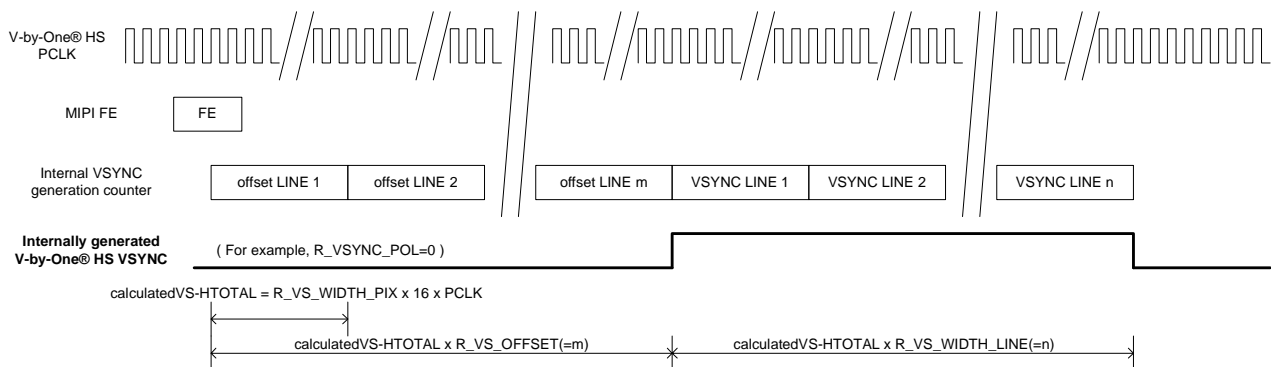 V-by-One® HS
PCLK
MIPI FE
FE
Internal VSYNC
generation counter
offset LINE 1
offset LINE 2
offset LINE m
VSYNC LINE 1
VSYNC LINE 2
VSYNC LINE n
Internally generated
V-by-One® HS VSYNC
( For example, R_VSYNC_POL=0 )
calculatedVS-HTOTAL = R_VS_WIDTH_PIX x 16 x PCLK
calculatedVS-HTOTAL x R_VS_OFFSET(=m)
calculatedVS-HTOTAL x R_VS_WIDTH_LINE(=n)